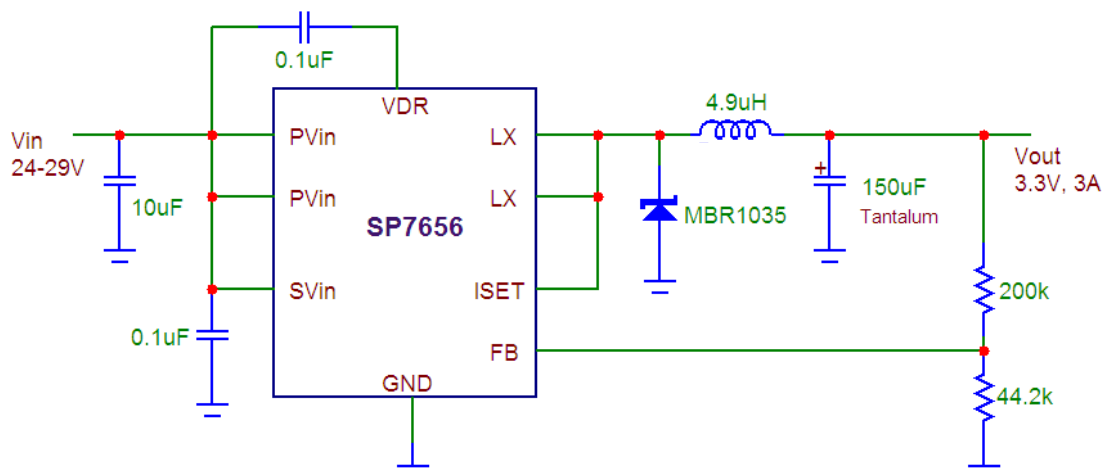 0.1uF
VDR
4.9uH
Vin
24-29V
PVin
LX
Vout
3.3V, 3A
10uF
PVin
LX
SP7656
MBR1035
+
150uF
Tantalum
SVin
ISET
200k
0.1uF
FB
GND
44.2k